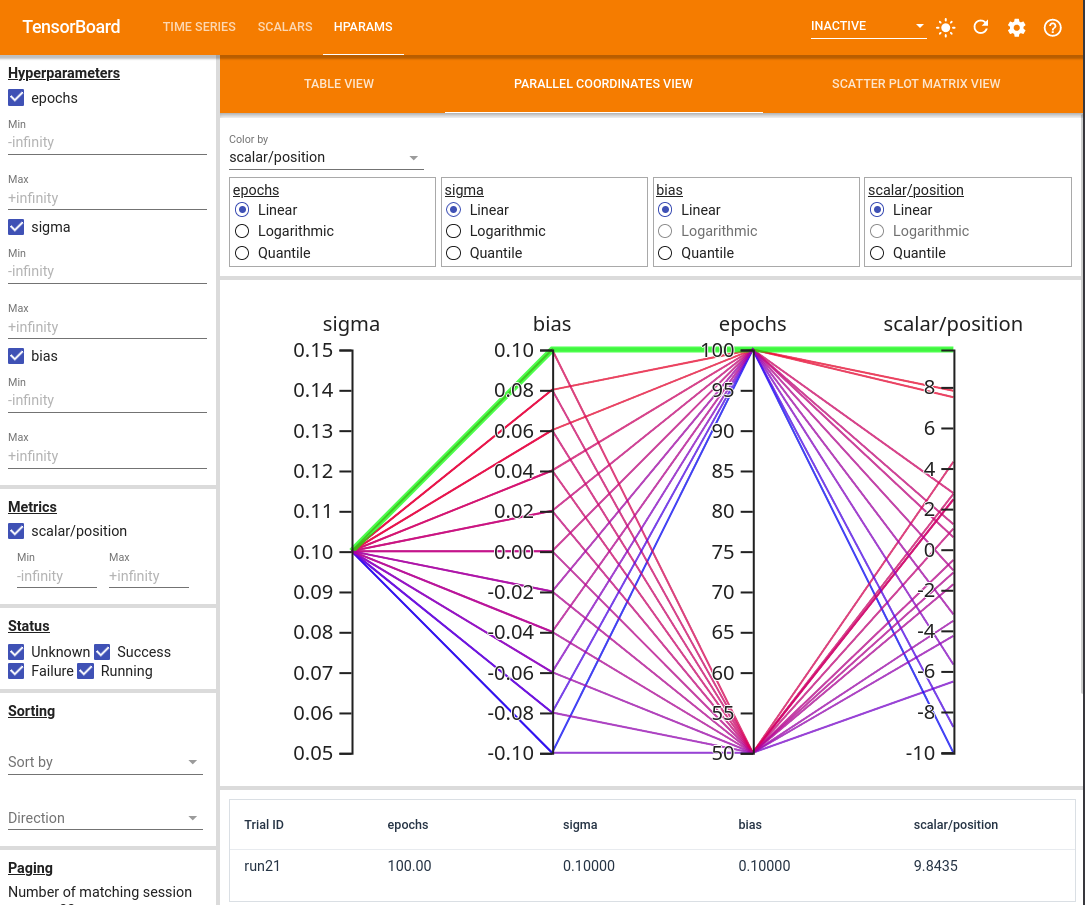 TensorBoard TIME SERIES SCALARS HPARAMS INACTIVE
Hyperparameters
epochs
Min
-infinity
Max
+infinity
sigma
Min
-infinity
Max
+infinity
bias
Min
-infinity
Max
+infinity
Metrics
scalar/position
Min Max
-infinity +infinity
Status
Unknown Success
Failure Running
Sorting
Sort by
Direction
Paging
Number of matching session
TABLE VIEW PARALLEL COORDINATES VIEW SCATTER PLOT MATRIX VIEW
Color by
scalar/position
epochs
Linear
Logarithmic
Quantile
sigma
Linear
Logarithmic
Quantile
bias
Linear
Logarithmic
Quantile
scalar/position
Linear
Logarithmic
Quantile
sigma
0.15
0.14
0.13
0.12
0.11
0.10
0.09
0.08
0.07
0.06
0.05
bias
0.10
0.08
0.06
0.04
0.02
0.00
-0.02
-0.04
-0.06
-0.08
-0.10
epochs
100
95
90
85
80
75
70
65
60
55
50
scalar/position
8
6
4
2
0
-2
-4
-6
-8
-10
Trial ID epochs sigma bias scalar/position
run21 100.00 0.10000 0.10000 9.8435